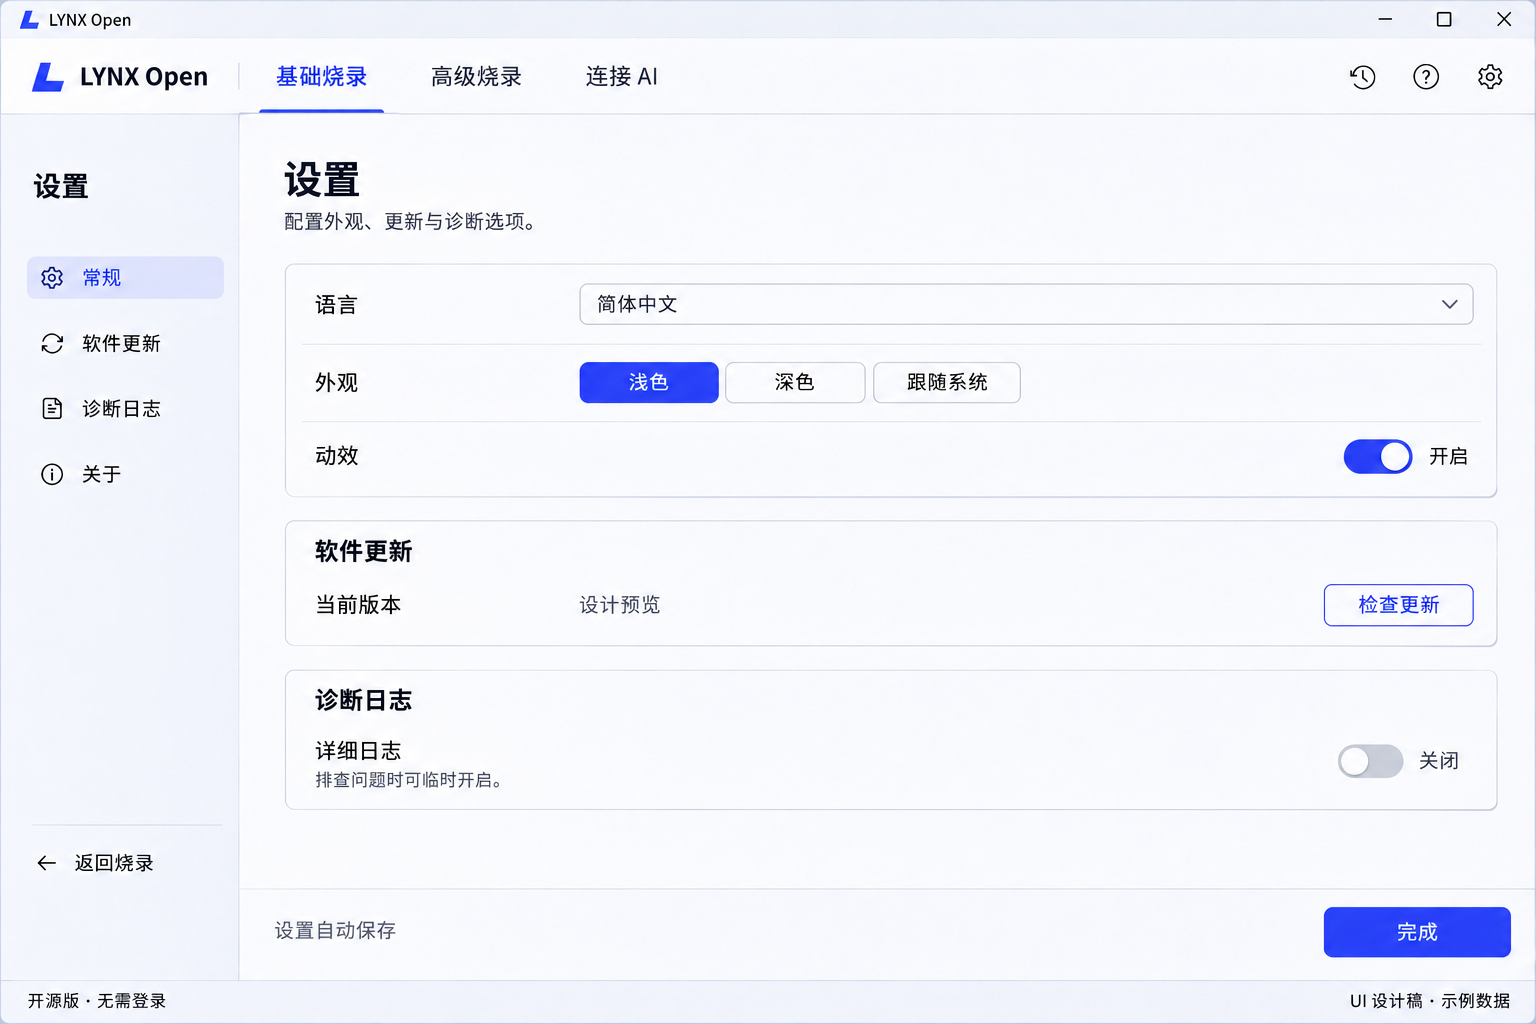 LYNX Open
LYNX Open
基础烧录
高级烧录
连接 AI
设置
常规
软件更新
诊断日志
关于
返回烧录
设置
配置外观、更新与诊断选项。
语言
简体中文
外观
浅色
深色
跟随系统
动效
开启
软件更新
当前版本
设计预览
检查更新
诊断日志
详细日志
排查问题时可临时开启。
关闭
设置自动保存
完成
开源版 · 无需登录
UI 设计稿 · 示例数据